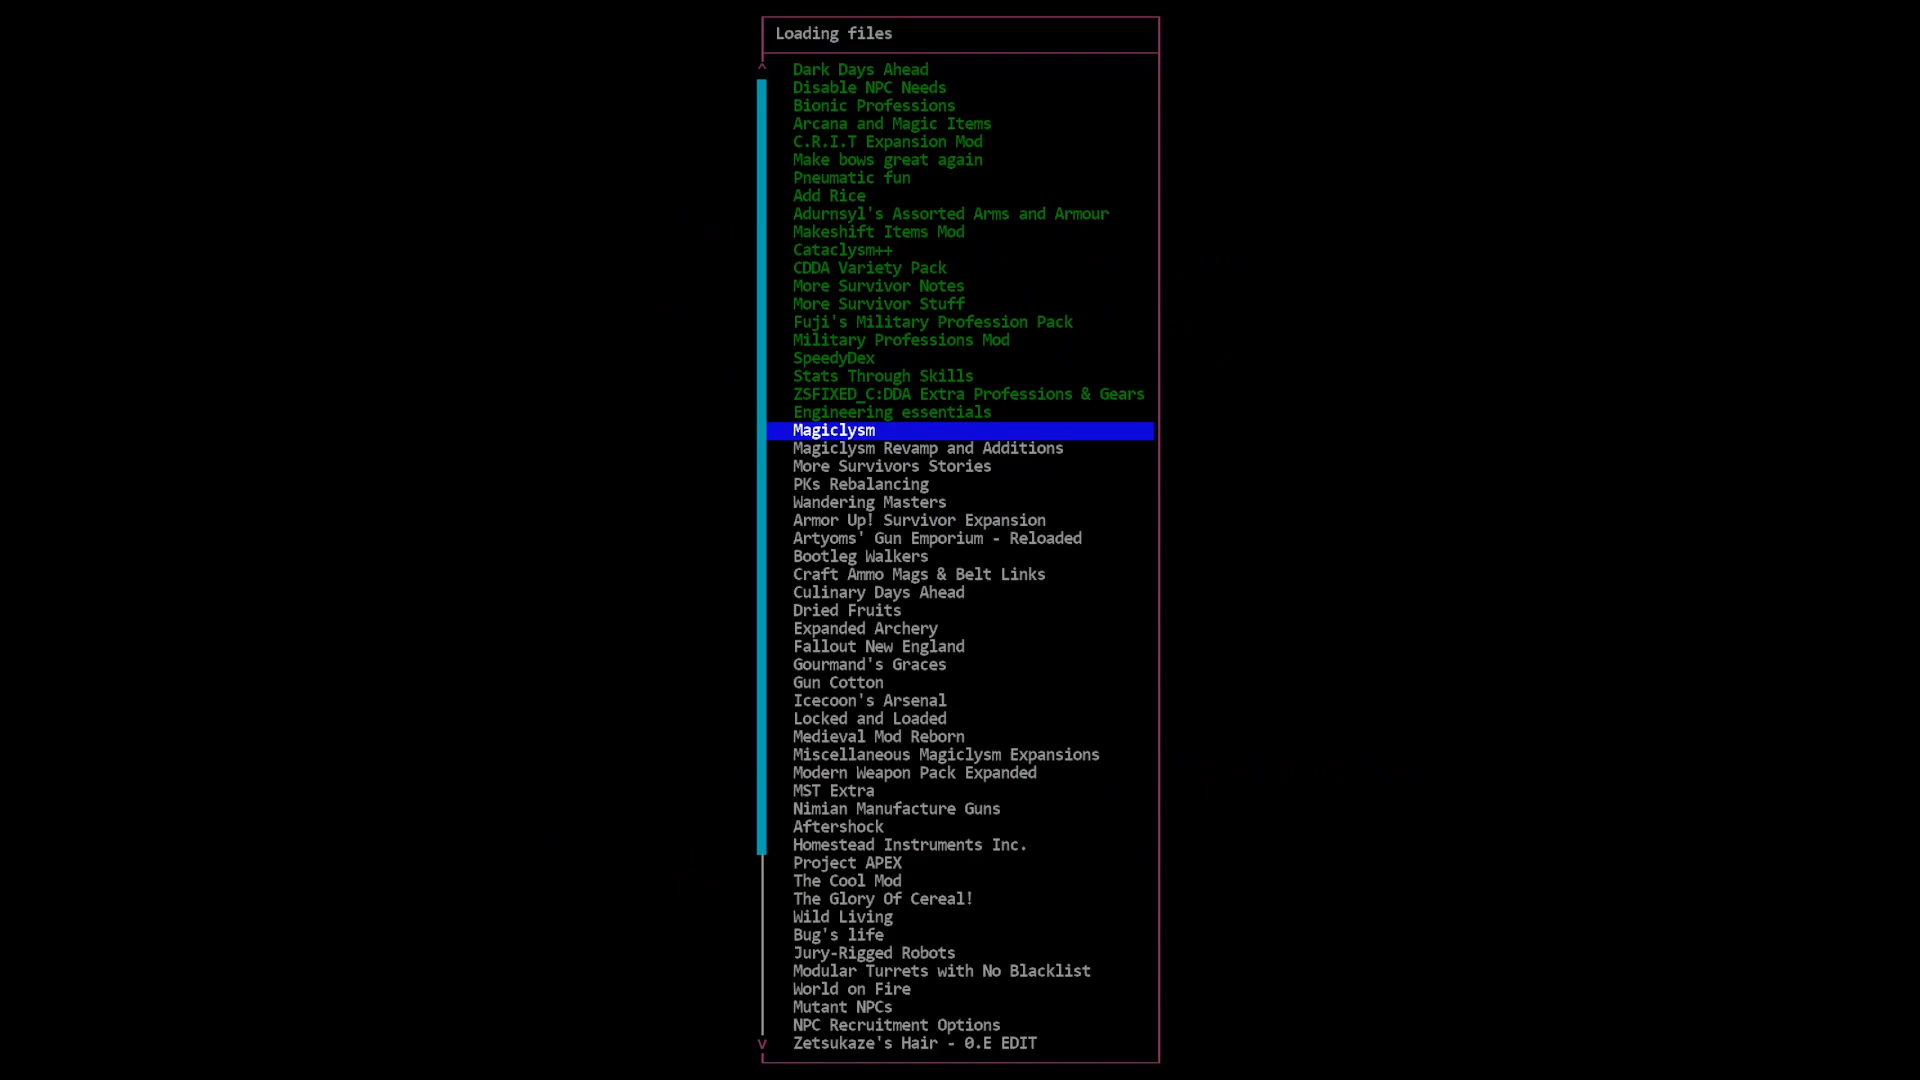 Loading files
^
Dark Days Ahead
Disable NPC Needs
Bionic Professions
Arcana and Magic Items
C.R.I.T Expansion Mod
Make bows great again
Pneumatic fun
Add Rice
Adurnsyl's Assorted Arms and Armour
Makeshift Items Mod
Cataclysm++
CDDA Variety Pack
More Survivor Notes
More Survivor Stuff
Fuji's Military Profession Pack
Military Professions Mod
SpeedyDex
Stats Through Skills
ZSFIXED_C:DDA Extra Professions & Gears
Engineering essentials
Magiclysm
Magiclysm Revamp and Additions
More Survivors Stories
PKs Rebalancing
Wandering Masters
Armor Up! Survivor Expansion
Artyoms' Gun Emporium - Reloaded
Bootleg Walkers
Craft Ammo Mags & Belt Links
Culinary Days Ahead
Dried Fruits
Expanded Archery
Fallout New England
Gourmand's Graces
Gun Cotton
Icecoon's Arsenal
Locked and Loaded
Medieval Mod Reborn
Miscellaneous Magiclysm Expansions
Modern Weapon Pack Expanded
MST Extra
Nimian Manufacture Guns
Aftershock
Homestead Instruments Inc.
Project APEX
The Cool Mod
The Glory Of Cereal!
Wild Living
Bug's life
Jury-Rigged Robots
Modular Turrets with No Blacklist
World on Fire
Mutant NPCs
NPC Recruitment Options
v Zetsukaze's Hair - 0.E EDIT